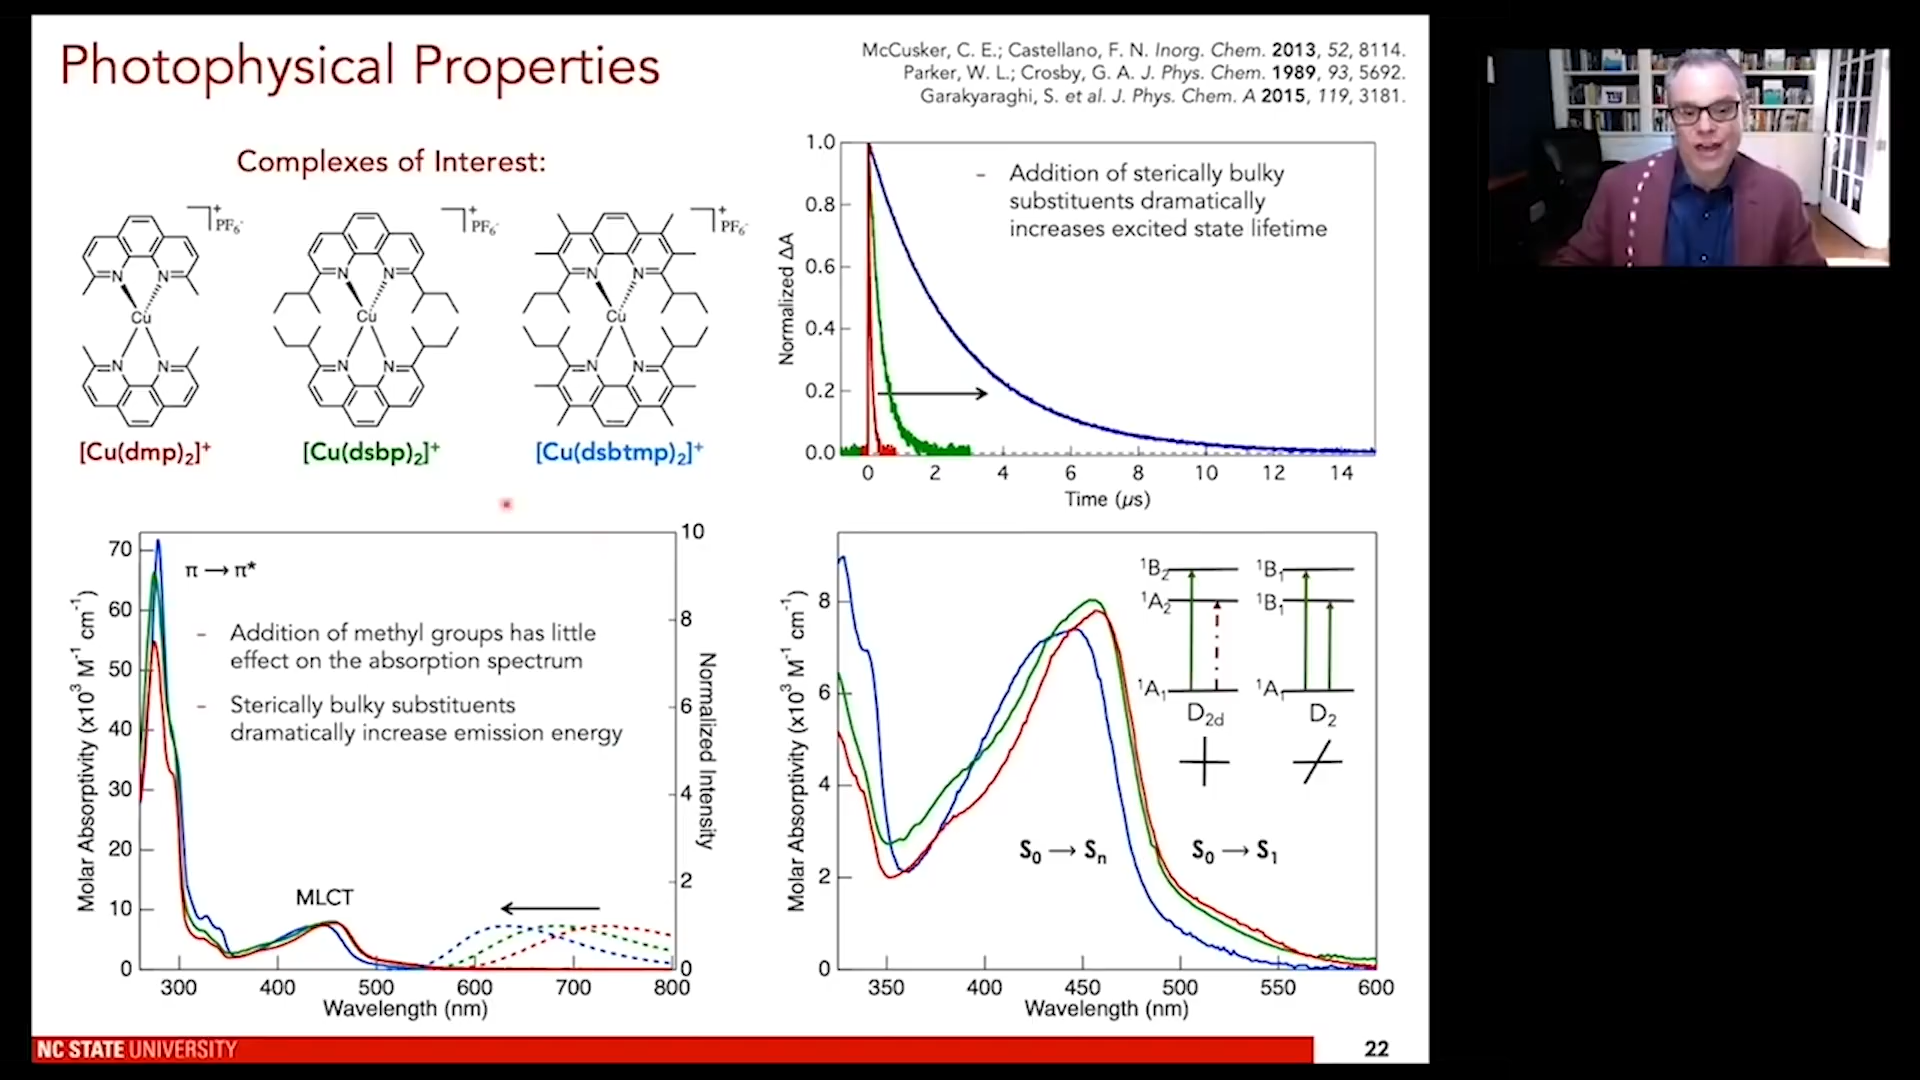 Photophysical Properties
McCusker, C. E.; Castellano, F. N. Inorg. Chem. 2013, 52, 8114.
Parker, W. L.; Crosby, G. A. J. Phys. Chem. 1989, 93, 5692.
Garakyaraghi, S. et al. J. Phys. Chem. A 2015, 119, 3181.
Complexes of Interest:
+ PF6-
+ PF6-
+ PF6-
N N
N N
N N
Cu
Cu
Cu
N N
N N
N N
[Cu(dmp)2]+
[Cu(dsbp)2]+
[Cu(dsbtmp)2]+
1.0
0.8
0.6
0.4
0.2
0.0
Normalized ΔA
- Addition of sterically bulky
substituents dramatically
increases excited state lifetime
0 2 4 6 8 10 12 14
Time (μs)
70
60
50
40
30
20
10
0
Molar Absorptivity (x10³ M⁻¹ cm⁻¹)
π → π*
- Addition of methyl groups has little
effect on the absorption spectrum
- Sterically bulky substituents
dramatically increase emission energy
MLCT
10
8
6
4
2
0
Normalized Intensity
300 400 500 600 700 800
Wavelength (nm)
8
6
4
2
0
Molar Absorptivity (x10³ M⁻¹ cm⁻¹)
¹B₂ ¹B₁
¹A₂ ¹B₁
¹A₁ ¹A₁
D2d D2
S0 → Sn
S0 → S1
350 400 450 500 550 600
Wavelength (nm)
NC STATE UNIVERSITY
22